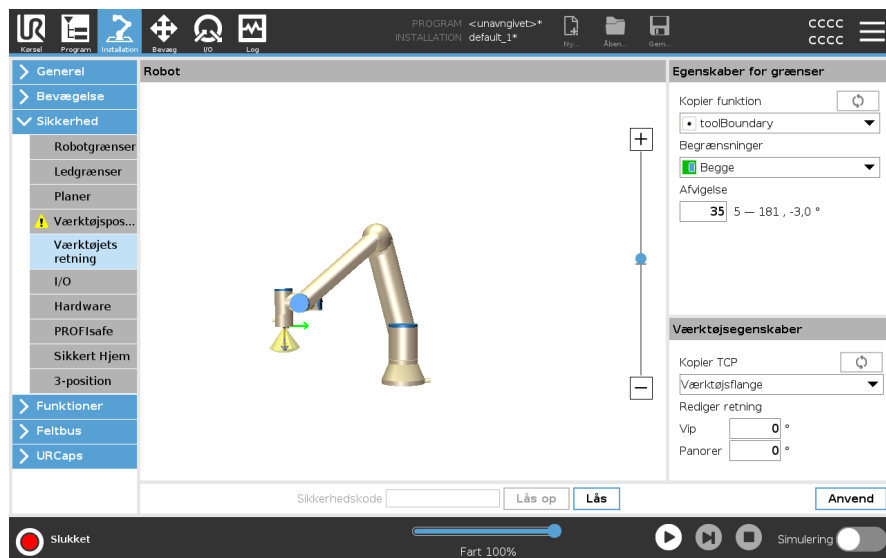 PROGRAM <unavngivet>*
INSTALLATION default_1*
Kørsel
Program
Installation
Bevæg
I/O
Log
Ny...
Åben...
Gem...
CCCC
CCCC
Generel
Bevægelse
Sikkerhed
Robotgrænser
Ledgrænser
Planer
Værktøjspos...
Værktøjets
retning
I/O
Hardware
PROFIsafe
Sikkert Hjem
3-position
Funktioner
Feltbus
URCaps
Robot
Egenskaber for grænser
Kopier funktion
toolBoundary
Begrænsninger
Begge
Afvigelse
35 5 — 181 , -3,0 °
Værktøjsegenskaber
Kopier TCP
Værktøjsflange
Rediger retning
Vip 0 °
Panorer 0 °
Sikkerhedskode
Lås op
Lås
Anvend
Slukket
Fart 100%
Simulering